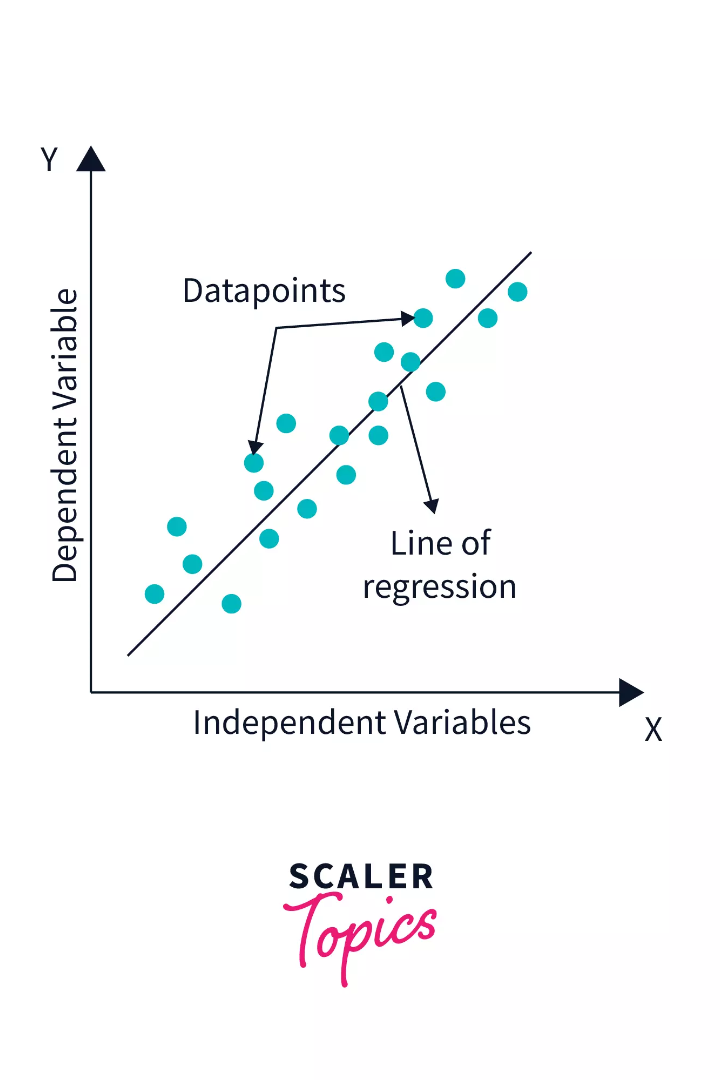 Y
Datapoints
Dependent Variable
Line of
regression
Independent Variables
X
SCALER
Topics